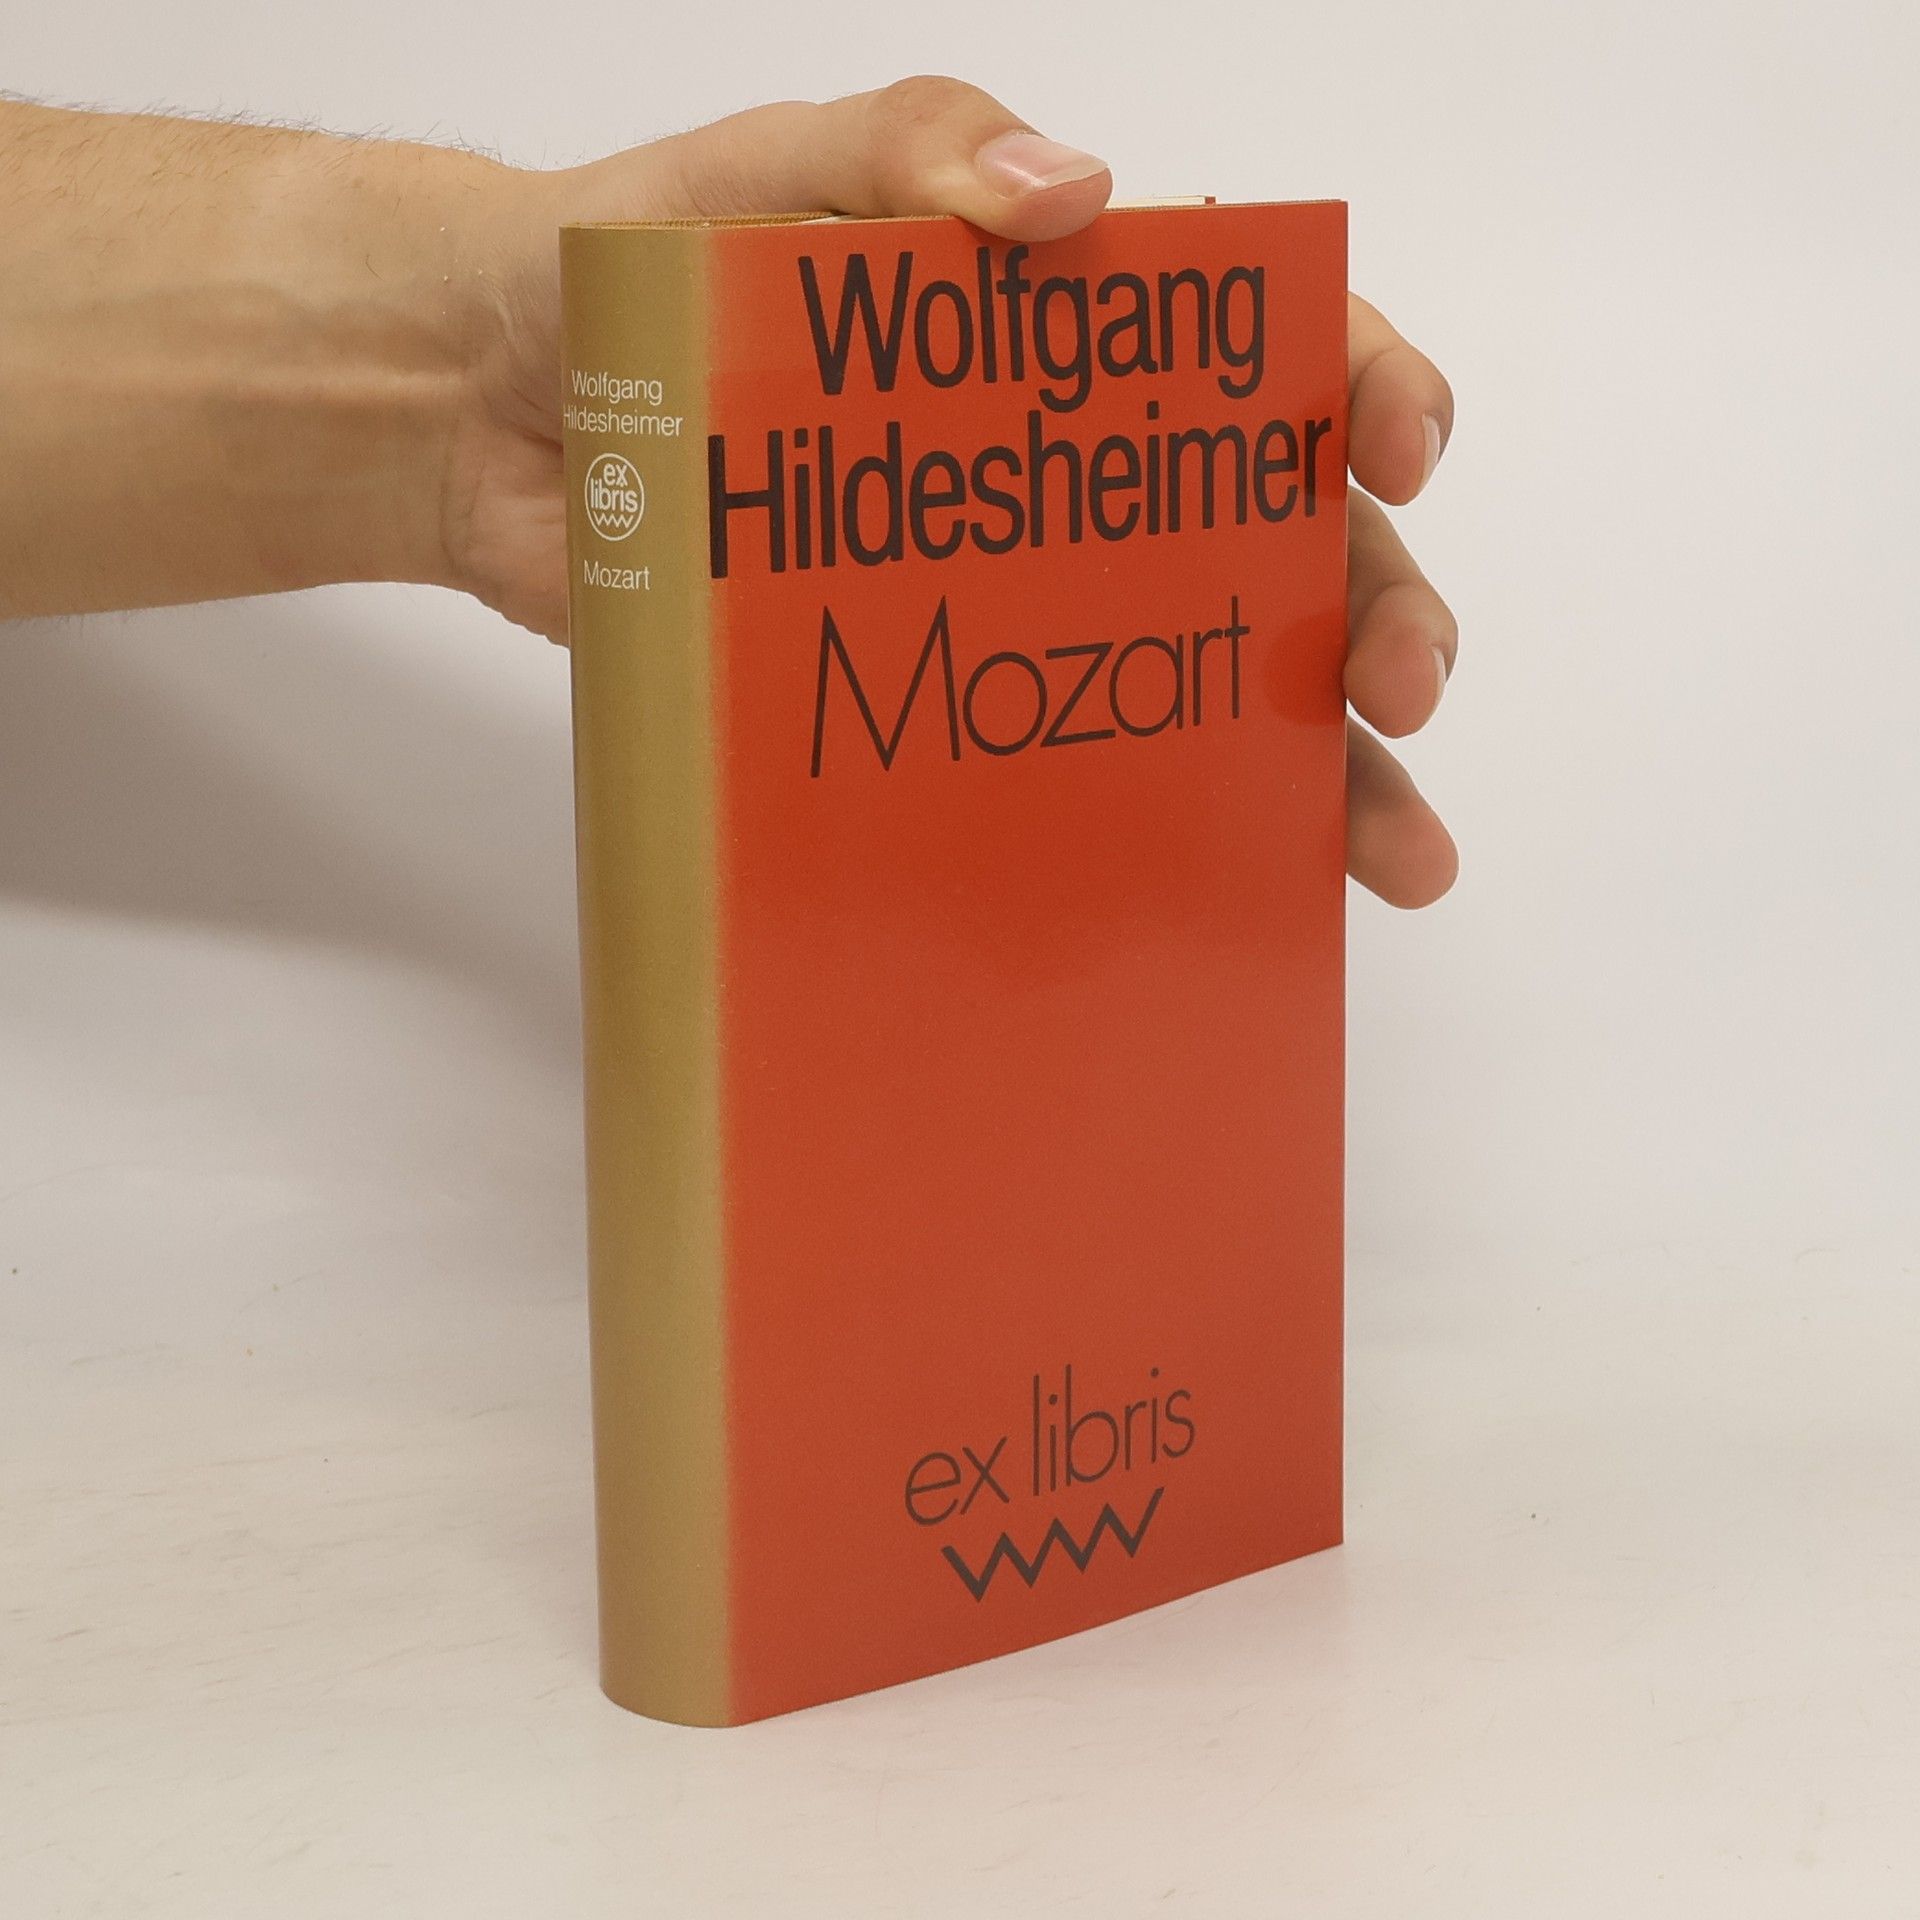 Wolfgang
Hildesheimer
ex
libris
Mozart
Wolfgang
Hildesheimer
Mozart
ex libris